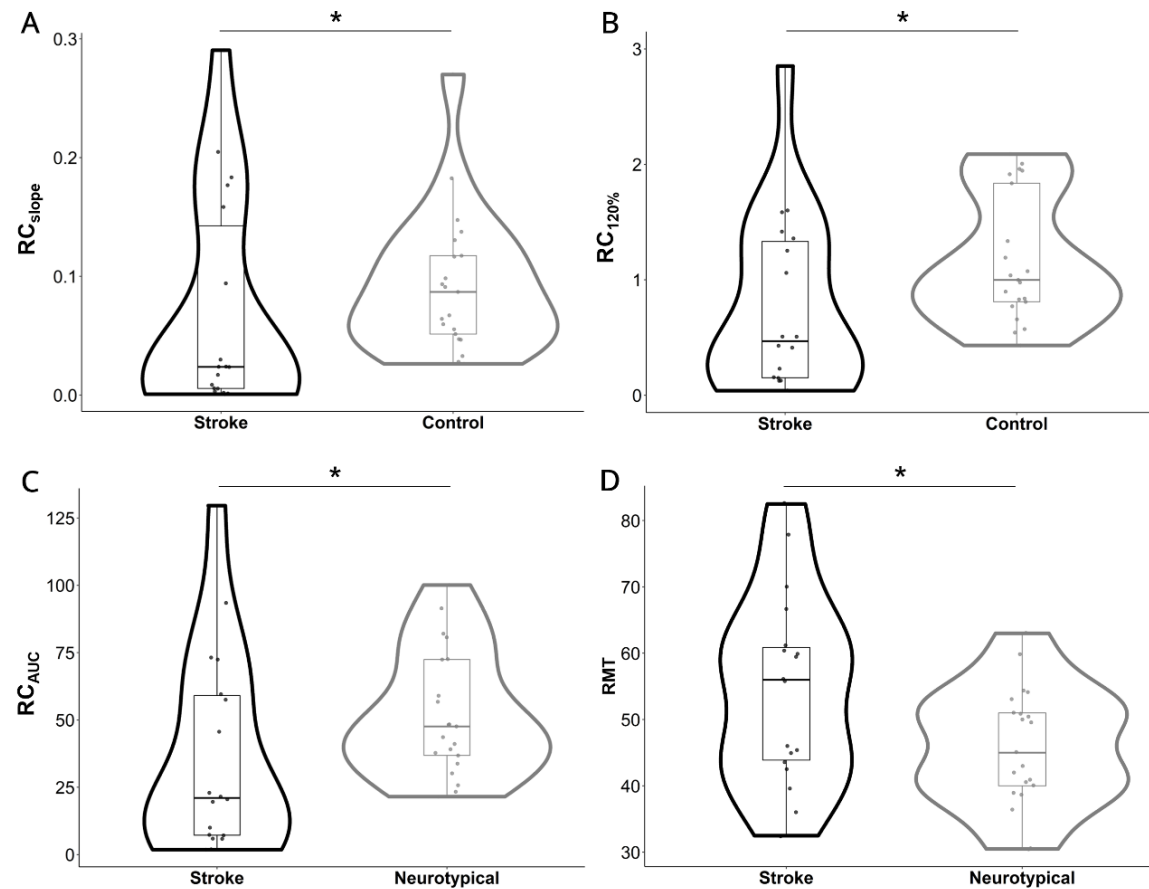 A
*
0.3
0.2
0.1
0.0
RCslope
Stroke
Control
B
*
3
2
1
0
RC120%
Stroke
Control
C
*
125
100
75
50
25
0
RCAUC
Stroke
Neurotypical
D
*
80
70
60
50
40
30
RMT
Stroke
Neurotypical